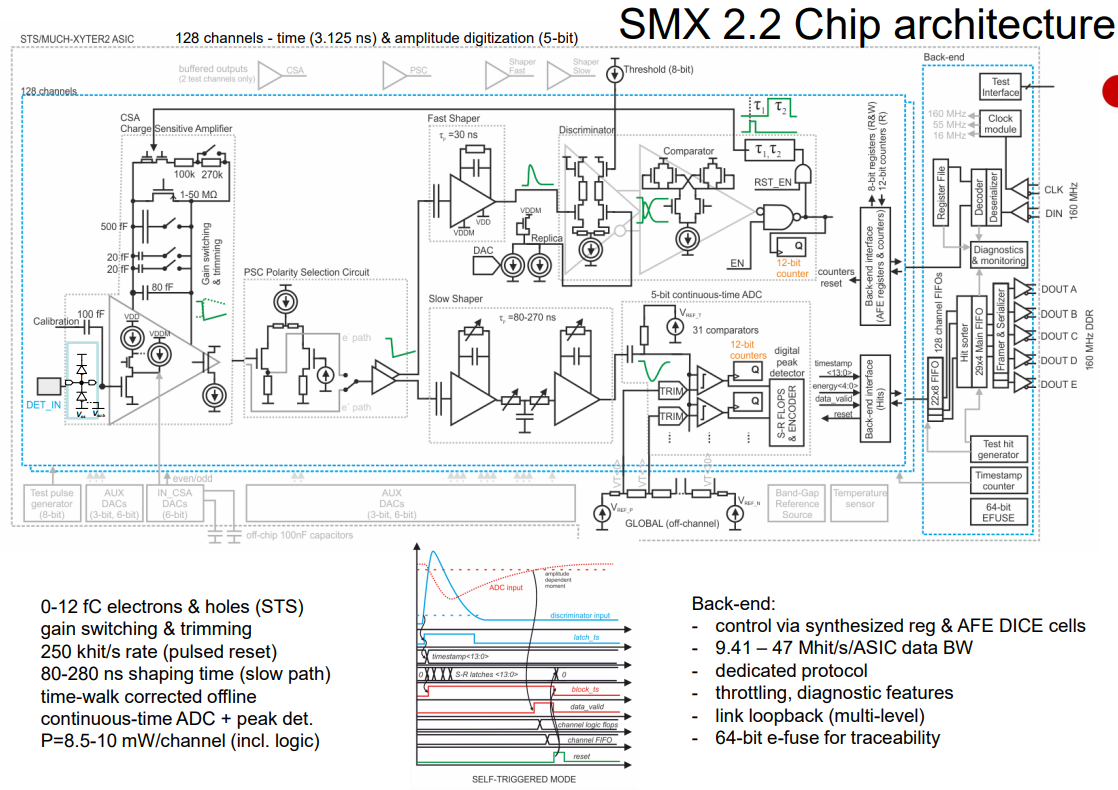 SMX 2.2 Chip architecture
STS/MUCH-XYTER2 ASIC
128 channels - time (3.125 ns) & amplitude digitization (5-bit)
Back-end
buffered outputs
(2 test channels only)
CSA
PSC
Shaper
Fast
Shaper
Slow
Threshold (8-bit)
Test
Interface
128 channels
160 MHz
55 MHz
16 MHz
Clock
module
CSA
Charge Sensitive Amplifier
100k
270k
1-50 MΩ
500 fF
20 fF
20 fF
80 fF
Gain switching
& trimming
Fast Shaper
τp =30 ns
VDD
VDDM
Discriminator
Comparator
τ1
τ2
τ1,τ2
RST_EN
EN
Q
12-bit
counter
VDDM
Replica
DAC
8-bit registers (R&W)
12-bit counters (R)
Back-end interface
(AFE registers & counters)
counters
reset
Register File
Decoder
Deserializer
CLK
DIN
160 MHz
Diagnostics
& monitoring
PSC Polarity Selection Circuit
e- path
e+ path
Slow Shaper
τp =80-270 ns
5-bit continuous-time ADC
VREF_T
31 comparators
12-bit
counters
Q
Q
digital
peak
detector
TRIM
TRIM
S-R FLOPS
& ENCODER
timestamp
<13:0>
energy<4:0>
data_valid
reset
Back-end interface
(Hits)
128 channel FIFOs
22x8 FIFO
Hit sorter
29x4 Main FIFO
Framer & Serializer
DOUT A
DOUT B
DOUT C
DOUT D
DOUT E
160 MHz DDR
Calibration
100 fF
VDD
VDDM
DET_IN
Test hit
generator
Timestamp
counter
64-bit
EFUSE
even/odd
Test pulse
generator
(8-bit)
AUX
DACs
(3-bit, 6-bit)
IN_CSA
DACs
(6-bit)
AUX
DACs
(3-bit, 6-bit)
VREF_P
VREF_N
GLOBAL (off-channel)
Band-Gap
Reference
Source
Temperature
sensor
off-chip 100nF capacitors
0-12 fC electrons & holes (STS)
gain switching & trimming
250 khit/s rate (pulsed reset)
80-280 ns shaping time (slow path)
time-walk corrected offline
continuous-time ADC + peak det.
P=8.5-10 mW/channel (incl. logic)
ADC input
amplitude
dependent
moment
discriminator input
latch_ts
timestamp<13:0>
0
S-R latches <13:0>
0
block_ts
data_valid
channel logic flops
channel FIFO
reset
SELF-TRIGGERED MODE
Back-end:
- control via synthesized reg & AFE DICE cells
- 9.41 – 47 Mhit/s/ASIC data BW
- dedicated protocol
- throttling, diagnostic features
- link loopback (multi-level)
- 64-bit e-fuse for traceability